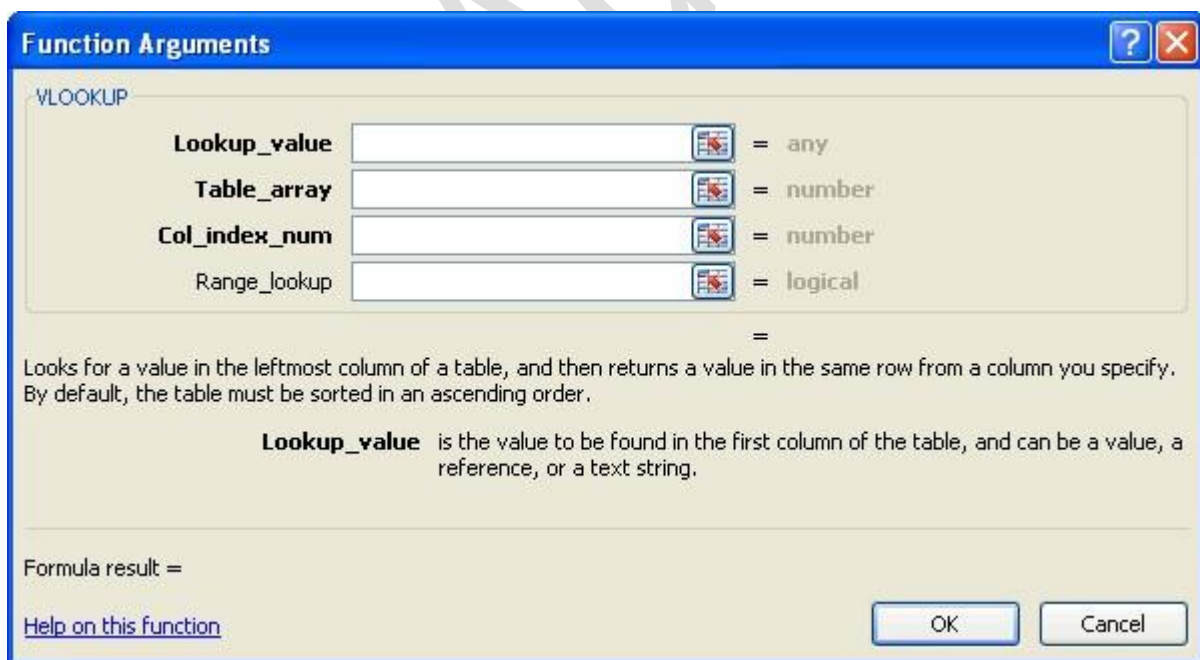 Function Arguments
VLOOKUP
Lookup_value = any
Table_array = number
Col_index_num = number
Range_lookup = logical
=
Looks for a value in the leftmost column of a table, and then returns a value in the same row from a column you specify.
By default, the table must be sorted in an ascending order.
Lookup_value is the value to be found in the first column of the table, and can be a value, a
reference, or a text string.
Formula result =
Help on this function
OK Cancel